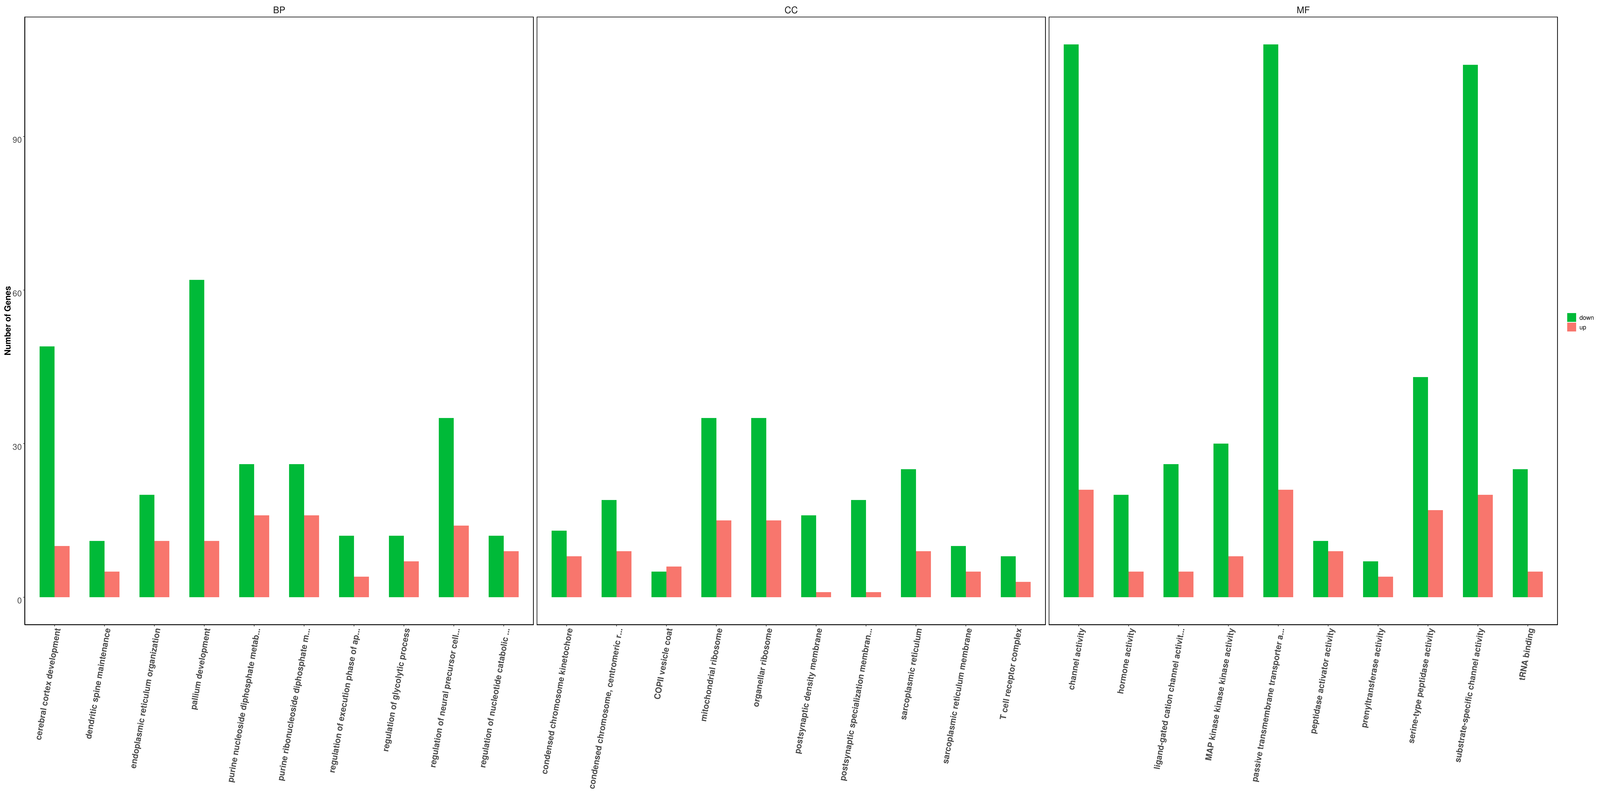 BP
CC
MF
Number of Genes
90
60
30
0
down
up
cerebral cortex development
dendritic spine maintenance
endoplasmic reticulum organization
pallium development
purine nucleoside diphosphate metab...
purine ribonucleoside diphosphate m...
regulation of execution phase of ap...
regulation of glycolytic process
regulation of neural precursor cell...
regulation of nucleotide catabolic ...
condensed chromosome kinetochore
condensed chromosome, centromeric r...
COPII vesicle coat
mitochondrial ribosome
organellar ribosome
postsynaptic density membrane
postsynaptic specialization membran...
sarcoplasmic reticulum
sarcoplasmic reticulum membrane
T cell receptor complex
channel activity
hormone activity
ligand-gated cation channel activit...
MAP kinase kinase kinase activity
passive transmembrane transporter a...
peptidase activator activity
prenyltransferase activity
serine-type peptidase activity
substrate-specific channel activity
tRNA binding